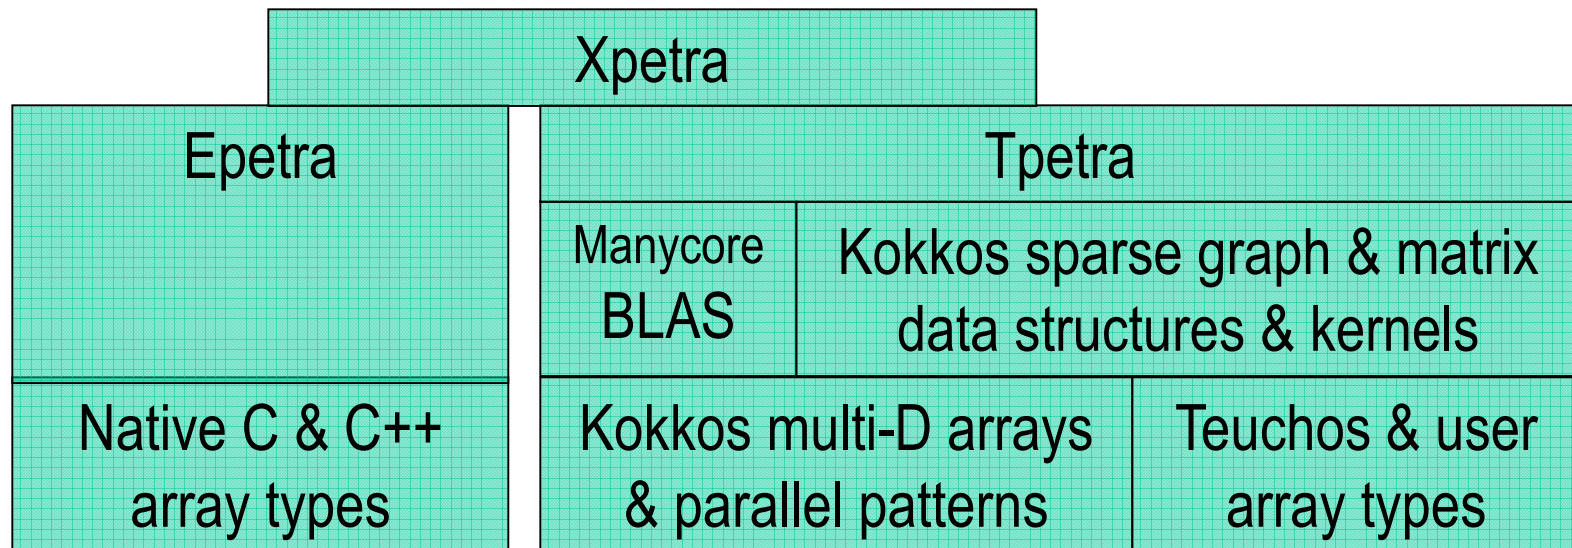 Xpetra
Epetra
Tpetra
Manycore
BLAS
Kokkos sparse graph & matrix
data structures & kernels
Native C & C++
array types
Kokkos multi-D arrays
& parallel patterns
Teuchos & user
array types